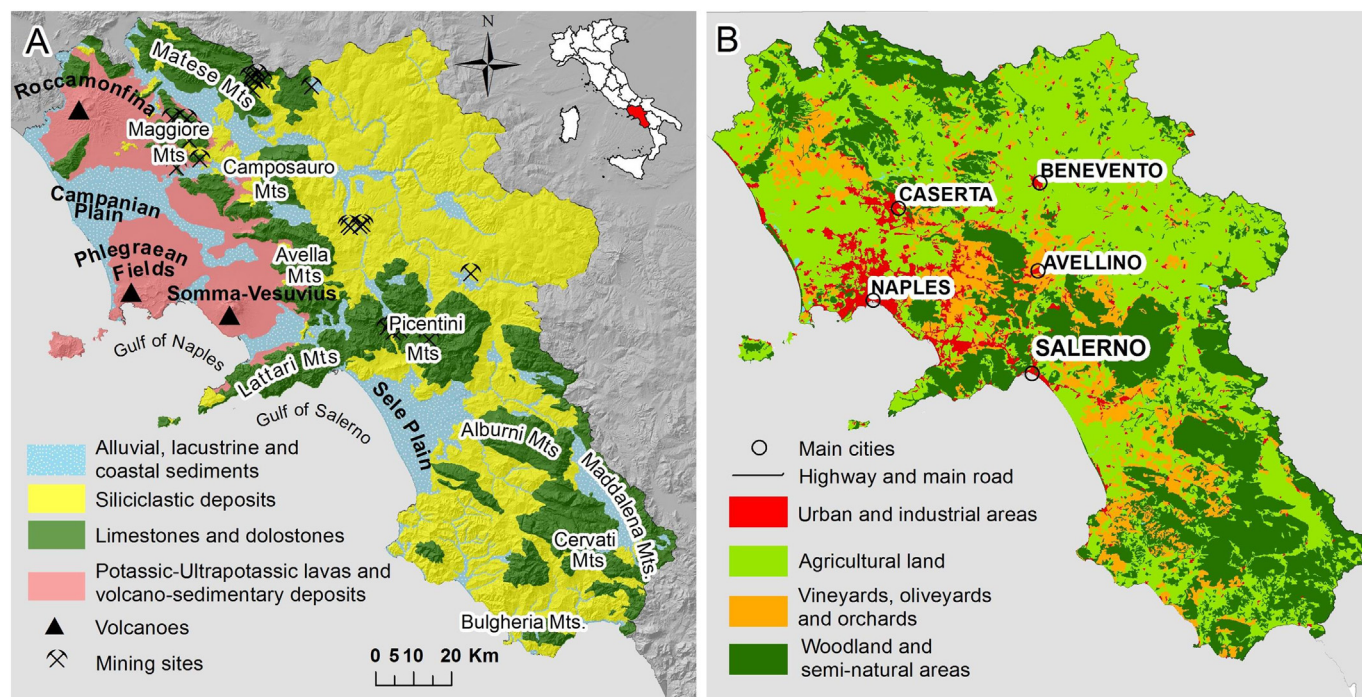 A
N
Matese Mts
Roccamonfina
Maggiore
Mts
Camposauro
Mts
Campanian
Plain
Phlegraean
Fields
Avella
Mts
Somma-Vesuvius
Gulf of Naples
Picentini
Mts
Lattari Mts
Gulf of Salerno
Sele Plain
Alburni Mts
Maddalena Mts.
Cervati
Mts
Bulgheria Mts.
Alluvial, lacustrine and
coastal sediments
Siliciclastic deposits
Limestones and dolostones
Potassic-Ultrapotassic lavas and
volcano-sedimentary deposits
Volcanoes
Mining sites
0 5 10 20 Km
B
BENEVENTO
CASERTA
AVELLINO
NAPLES
SALERNO
Main cities
Highway and main road
Urban and industrial areas
Agricultural land
Vineyards, oliveyards
and orchards
Woodland and
semi-natural areas